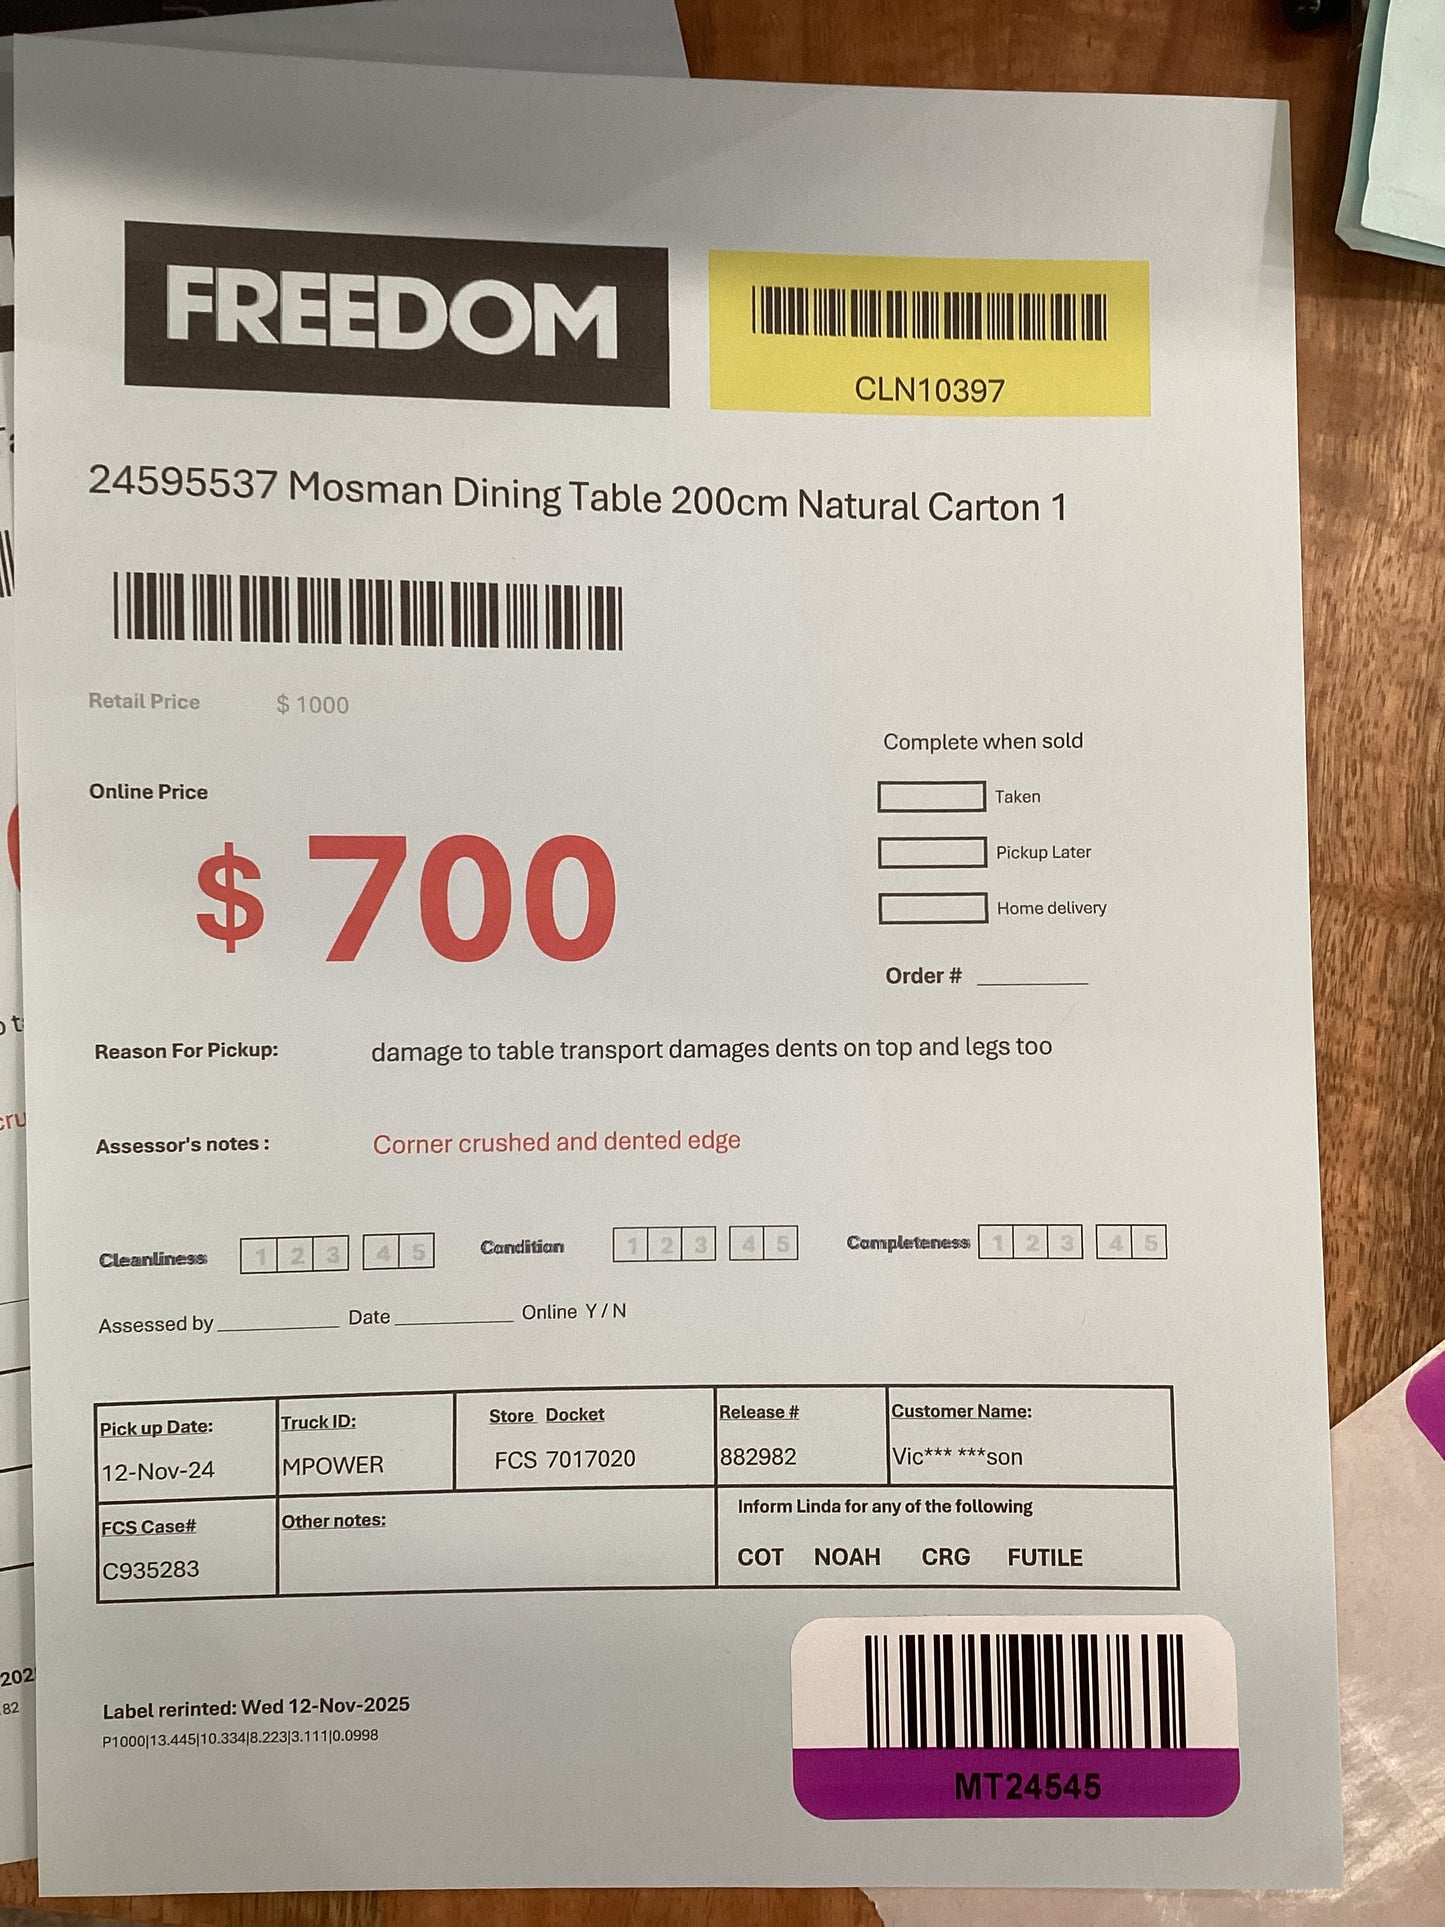 FREEDOM
CLN10397
24595537 Mosman Dining Table 200cm Natural Carton 1
Retail Price $ 1000
Complete when sold
Online Price
Taken
$ 700
Pickup Later
Home delivery
Order #
Reason For Pickup: damage to table transport damages dents on top and legs too
Assessor's notes : Corner crushed and dented edge
Cleanliness 1 2 3 4 5 Condition 1 2 3 4 5 Completeness 1 2 3 4 5
Assessed by Date Online Y / N
Pick up Date: Truck ID: Store Docket Release # Customer Name:
12-Nov-24 MPOWER FCS 7017020 882982 Vic*** ***son
FCS Case# Other notes: Inform Linda for any of the following
C935283 COT NOAH CRG FUTILE
Label rerinted: Wed 12-Nov-2025
P1000|13.445|10.334|8.223|3.111|0.0998
MT24545